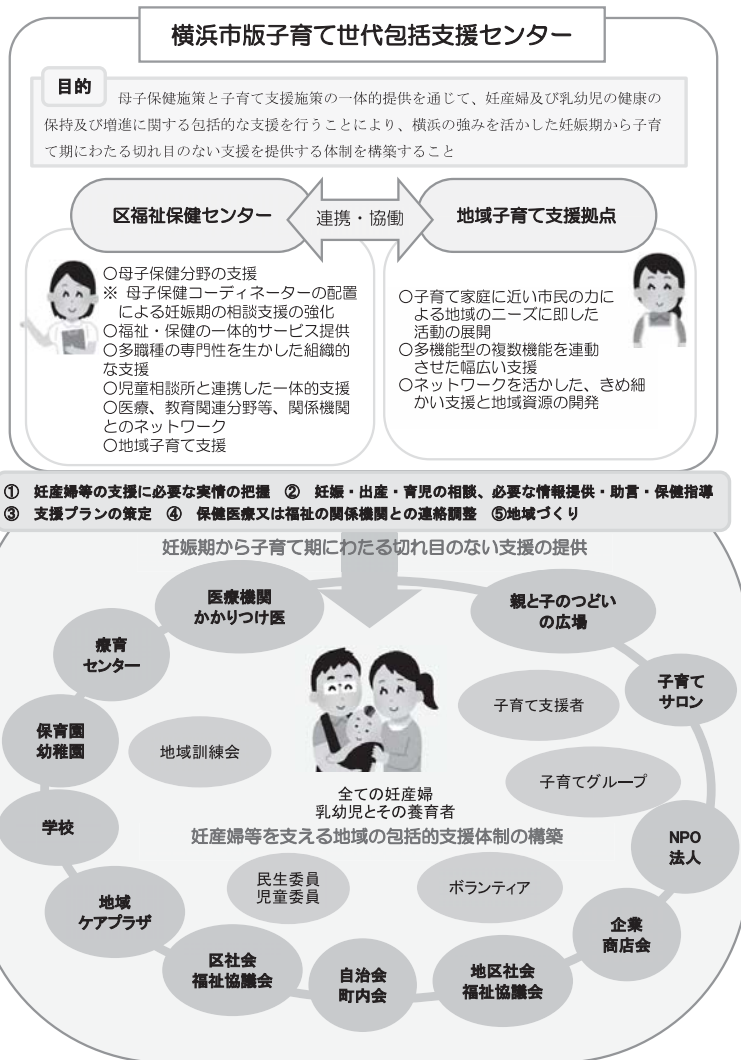 横浜市版子育て世代包括支援センター
目的
母子保健施策と子育て支援施策の一体的提供を通じて、妊産婦及び乳幼児の健康の
保持及び増進に関する包括的な支援を行うことにより、横浜の強みを活かした妊娠期から子育
て期にわたる切れ目のない支援を提供する体制を構築すること
区福祉保健センター
連携・協働
地域子育て支援拠点
○母子保健分野の支援
※ 母子保健コーディネーターの配置
による妊娠期の相談支援の強化
○福祉・保健の一体的サービス提供
○多職種の専門性を生かした組織的
な支援
○児童相談所と連携した一体的支援
○医療、教育関連分野等、関係機関
とのネットワーク
○地域子育て支援
○子育て家庭に近い市民の力に
よる地域のニーズに即した
活動の展開
○多機能型の複数機能を連動
させた幅広い支援
○ネットワークを活かした、きめ細
かい支援と地域資源の開発
① 妊産婦等の支援に必要な実情の把握 ② 妊娠・出産・育児の相談、必要な情報提供・助言・保健指導
③ 支援プランの策定 ④ 保健医療又は福祉の関係機関との連絡調整 ⑤地域づくり
妊娠期から子育て期にわたる切れ目のない支援の提供
医療機関
かかりつけ医
親と子のつどい
の広場
療育
センター
子育て
サロン
保育園
幼稚園
地域訓練会
子育て支援者
子育てグループ
全ての妊産婦
乳幼児とその養育者
学校
妊産婦等を支える地域の包括的支援体制の構築
NPO
法人
民生委員
児童委員
ボランティア
地域
ケアプラザ
企業
商店会
区社会
福祉協議会
自治会
町内会
地区社会
福祉協議会